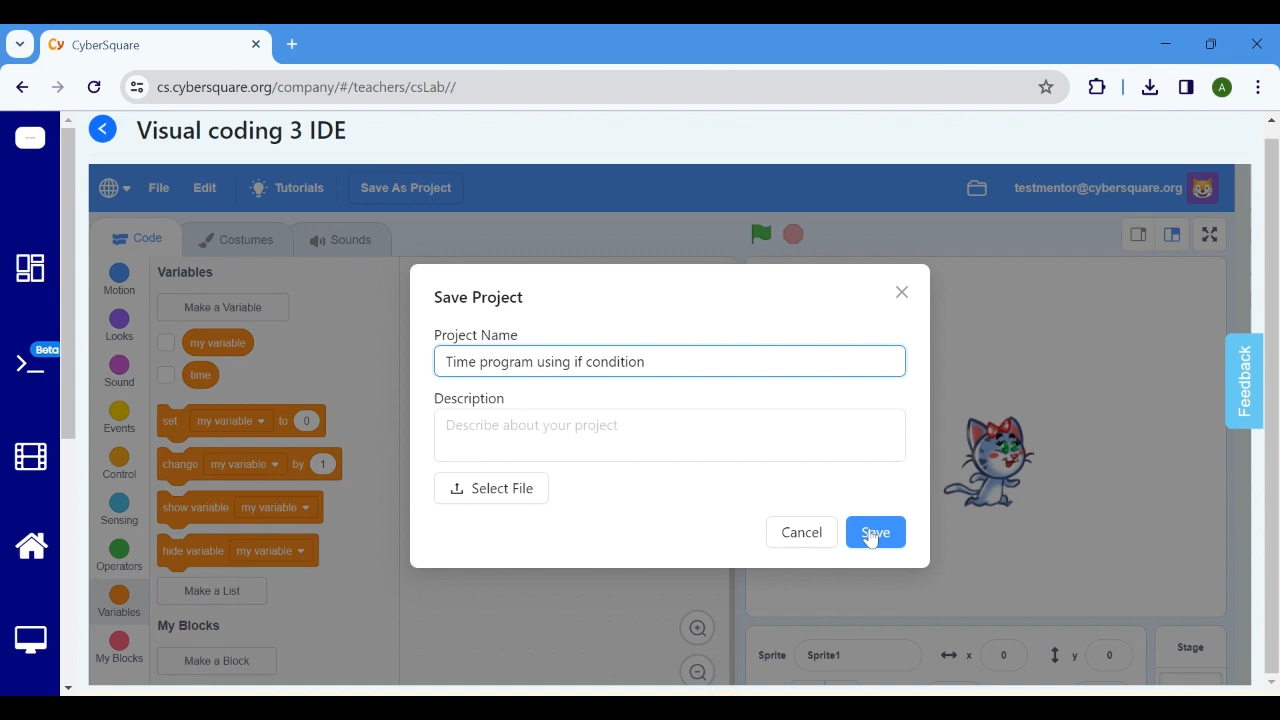 Cy CyberSquare
cs.cybersquare.org/company/#/teachers/csLab//
A
Visual coding 3 IDE
File Edit Tutorials Save As Project testmentor@cybersquare.org
Code Costumes Sounds
Beta
Motion
Looks
Sound
Events
Control
Sensing
Operators
Variables
My Blocks
Variables
Make a Variable
my variable
time
set my variable to 0
change my variable by 1
show variable my variable
hide variable my variable
Make a List
My Blocks
Make a Block
Save Project
Project Name
Time program using if condition
Description
Describe about your project
Select File
Cancel Save
Feedback
Sprite Sprite1 x 0 y 0
Stage